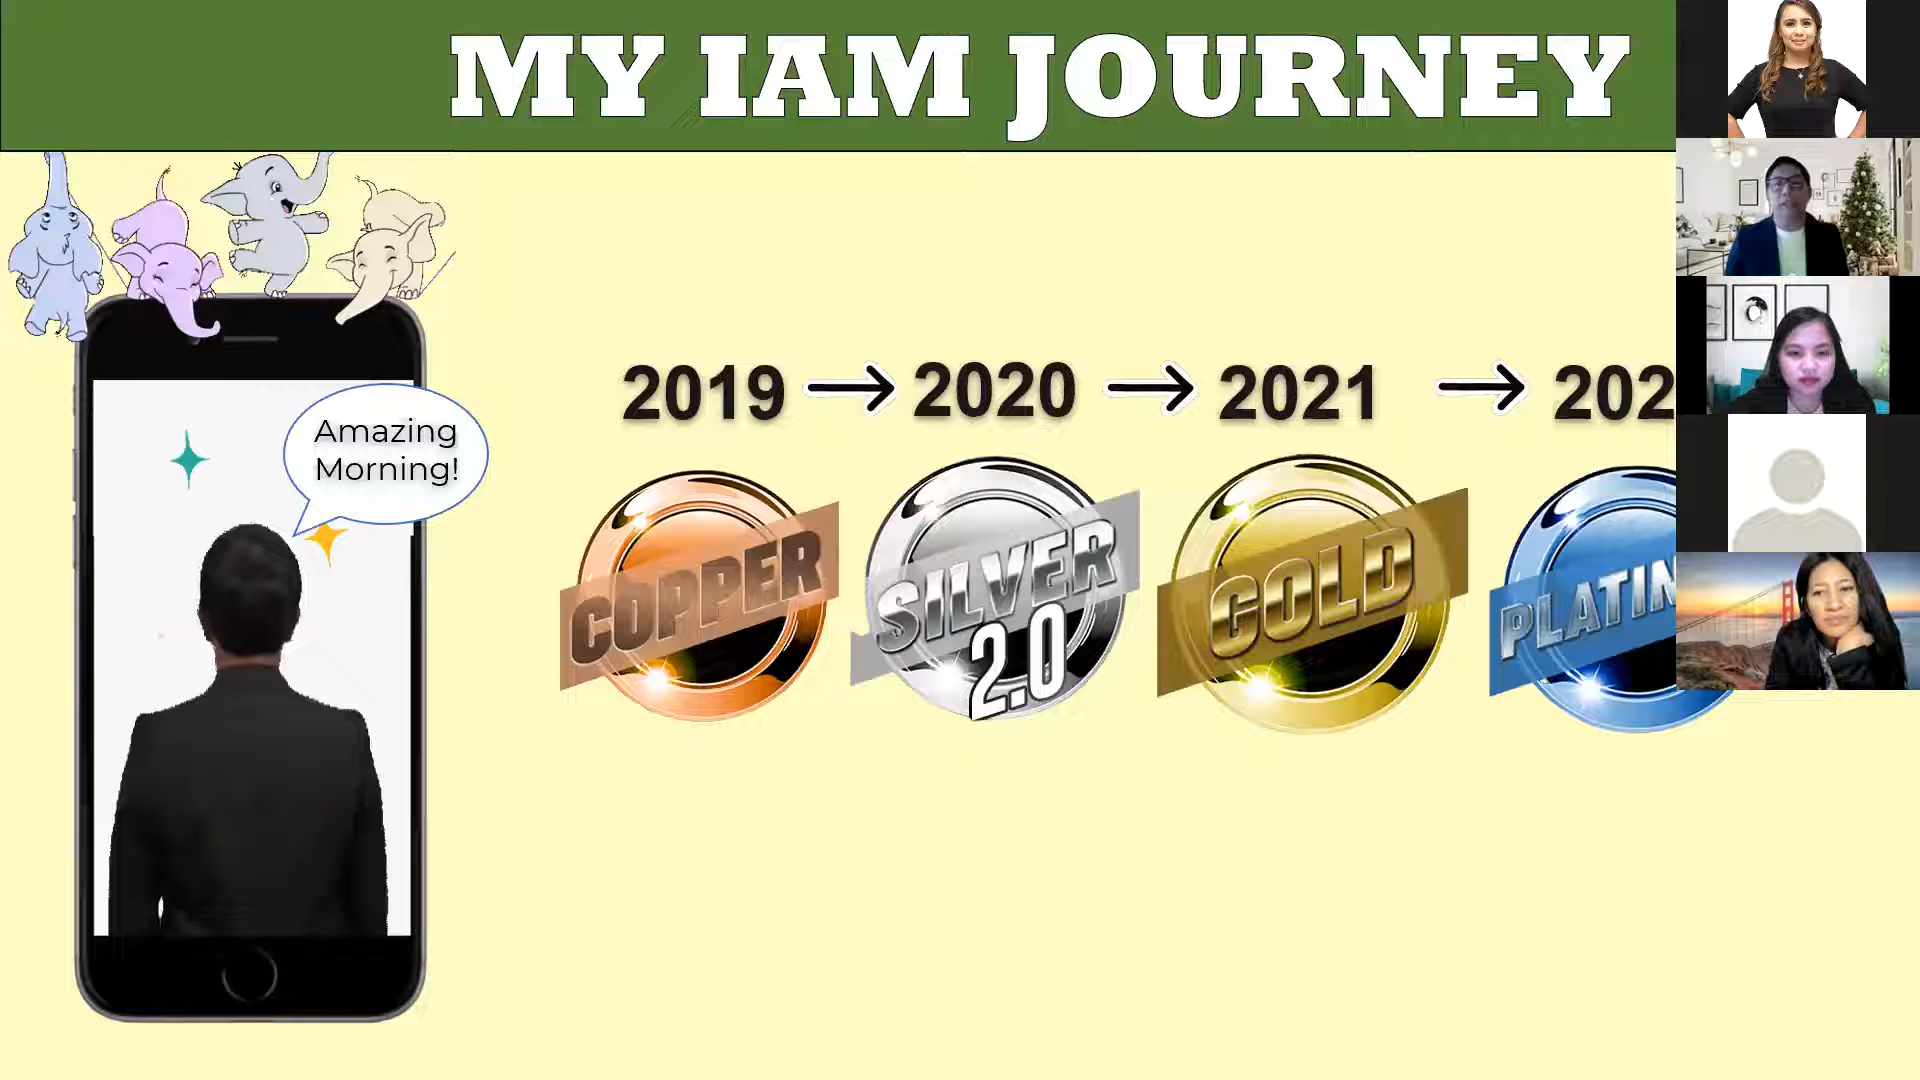 MY IAM JOURNEY
Amazing
Morning!
2019
2020
2021
202
COPPER
SILVER
2.0
GOLD
PLATIN